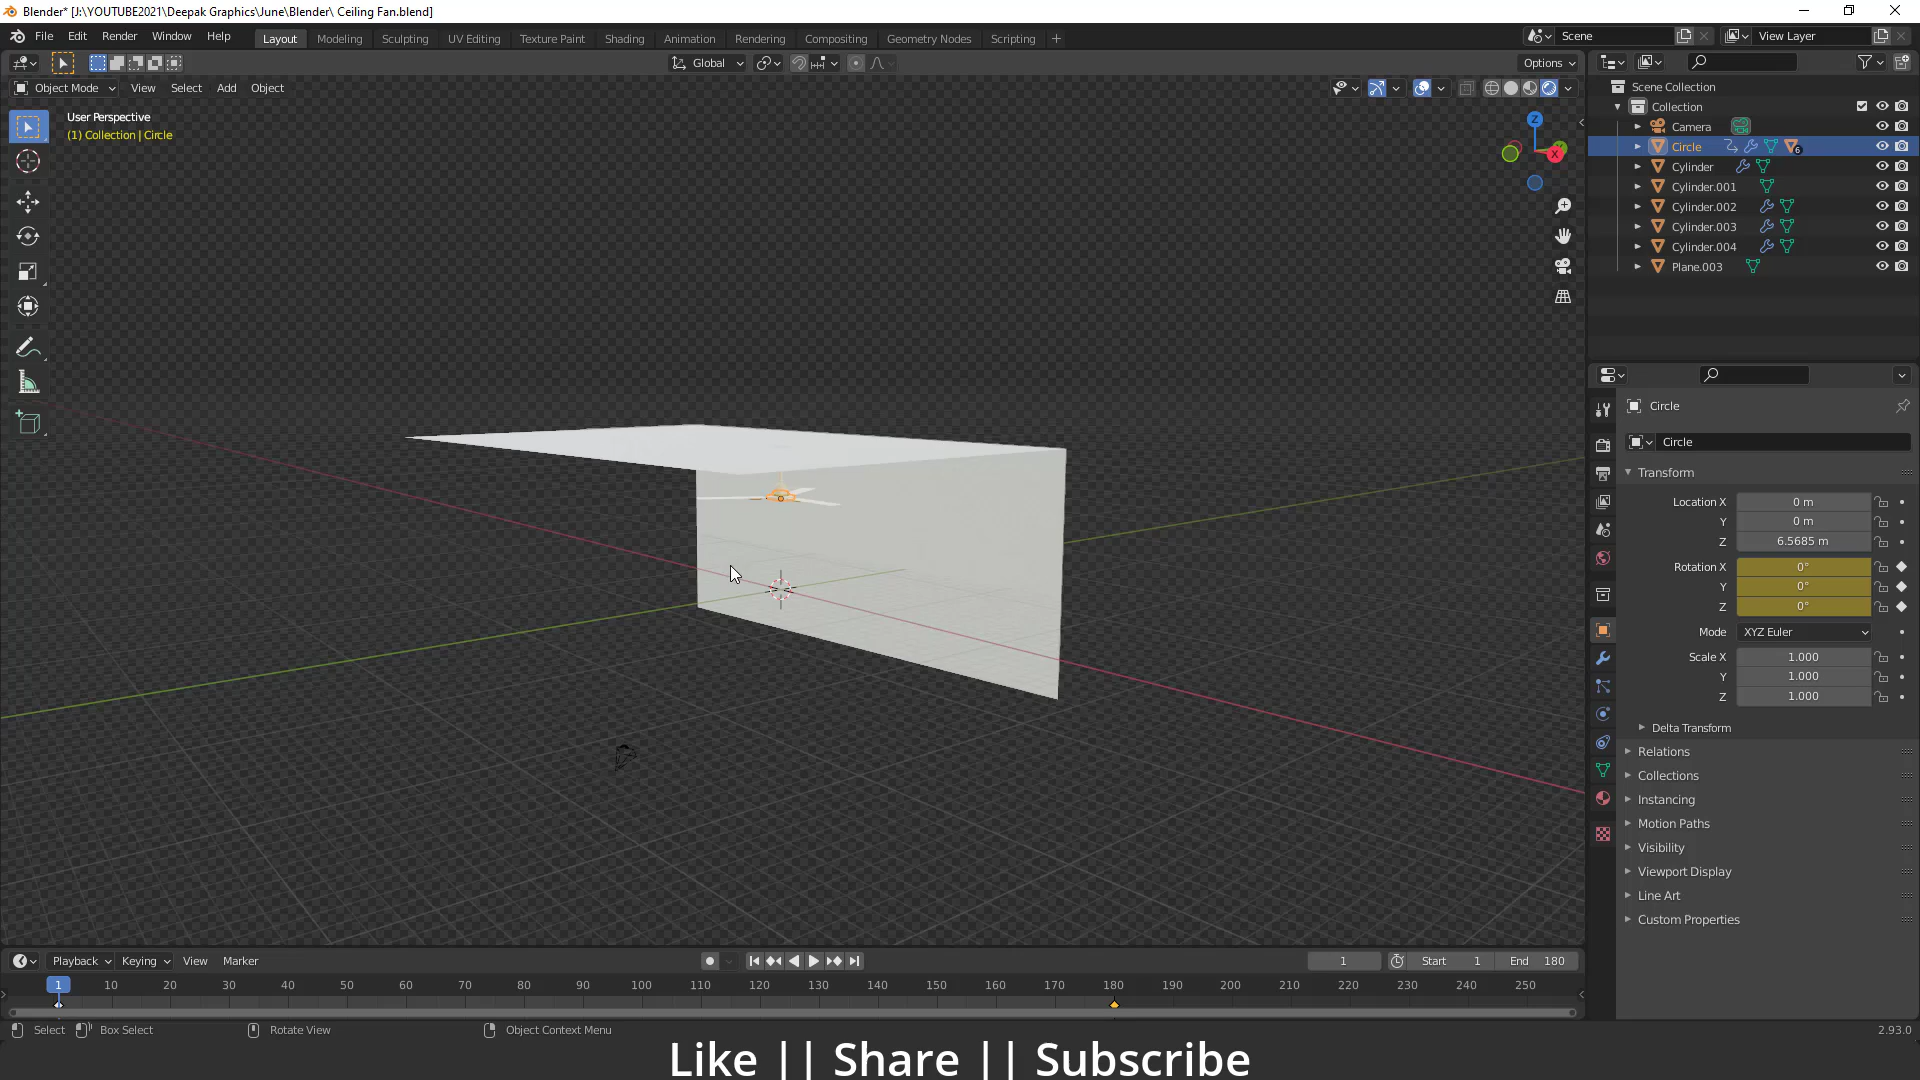 Blender* [J:\YOUTUBE2021\Deepak Graphics\June\Blender\ Ceiling Fan.blend]
File Edit Render Window Help Layout Modeling Sculpting UV Editing Texture Paint Shading Animation Rendering Compositing Geometry Nodes Scripting + Scene View Layer
Global Options
Object Mode View Select Add Object
User Perspective
(1) Collection | Circle
Z
X
Scene Collection
Collection
Camera
Circle 6
Cylinder
Cylinder.001
Cylinder.002
Cylinder.003
Cylinder.004
Plane.003
Circle
Circle
Transform
Location X 0 m
Y 0 m
Z 6.5685 m
Rotation X 0°
Y 0°
Z 0°
Mode XYZ Euler
Scale X 1.000
Y 1.000
Z 1.000
Delta Transform
Relations
Collections
Instancing
Motion Paths
Visibility
Viewport Display
Line Art
Custom Properties
Playback Keying View Marker 1 Start 1 End 180
1 10 20 30 40 50 60 70 80 90 100 110 120 130 140 150 160 170 180 190 200 210 220 230 240 250
Select Box Select Rotate View Object Context Menu 2.93.0
Like || Share || Subscribe